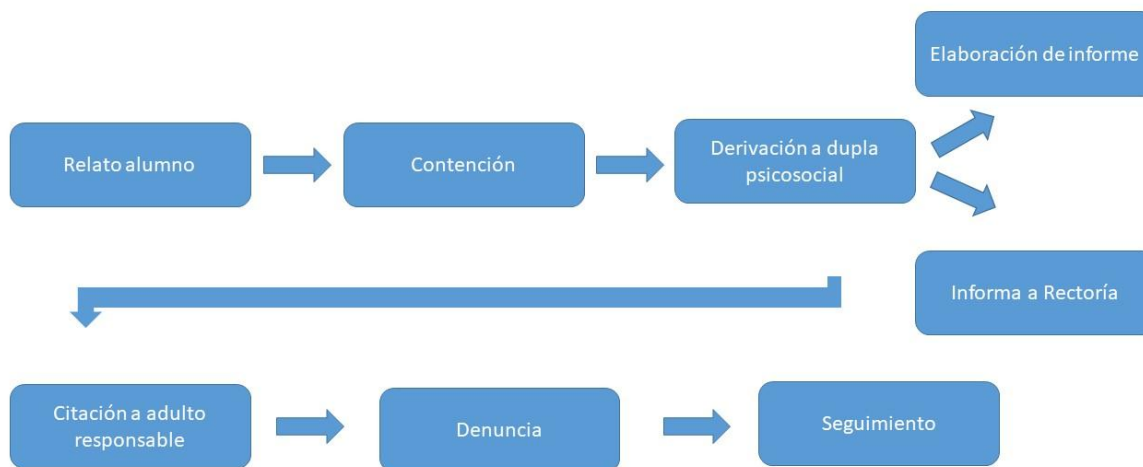 Elaboración de informe
Relato alumno
Contención
Derivación a dupla
psicosocial
Informa a Rectoría
Citación a adulto
responsable
Denuncia
Seguimiento